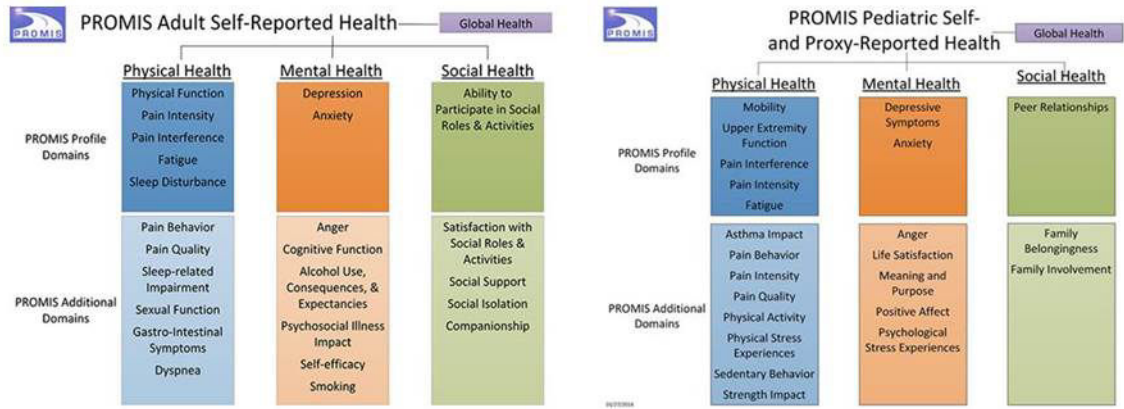 PROMIS
PROMIS Adult Self-Reported Health
Global Health
Physical Health
Mental Health
Social Health
PROMIS Profile
Domains
Physical Function
Pain Intensity
Pain Interference
Fatigue
Sleep Disturbance
Depression
Anxiety
Ability to
Participate in Social
Roles & Activities
PROMIS Additional
Domains
Pain Behavior
Pain Quality
Sleep-related
Impairment
Sexual Function
Gastro-Intestinal
Symptoms
Dyspnea
Anger
Cognitive Function
Alcohol Use,
Consequences, &
Expectancies
Psychosocial Illness
Impact
Self-efficacy
Smoking
Satisfaction with
Social Roles &
Activities
Social Support
Social Isolation
Companionship
PROMIS
PROMIS Pediatric Self-
and Proxy-Reported Health
Global Health
Physical Health
Mental Health
Social Health
PROMIS Profile
Domains
Mobility
Upper Extremity
Function
Pain Interference
Pain Intensity
Fatigue
Depressive
Symptoms
Anxiety
Peer Relationships
PROMIS Additional
Domains
Asthma Impact
Pain Behavior
Pain Intensity
Pain Quality
Physical Activity
Physical Stress
Experiences
Sedentary Behavior
Strength Impact
Anger
Life Satisfaction
Meaning and
Purpose
Positive Affect
Psychological
Stress Experiences
Family
Belongingness
Family Involvement